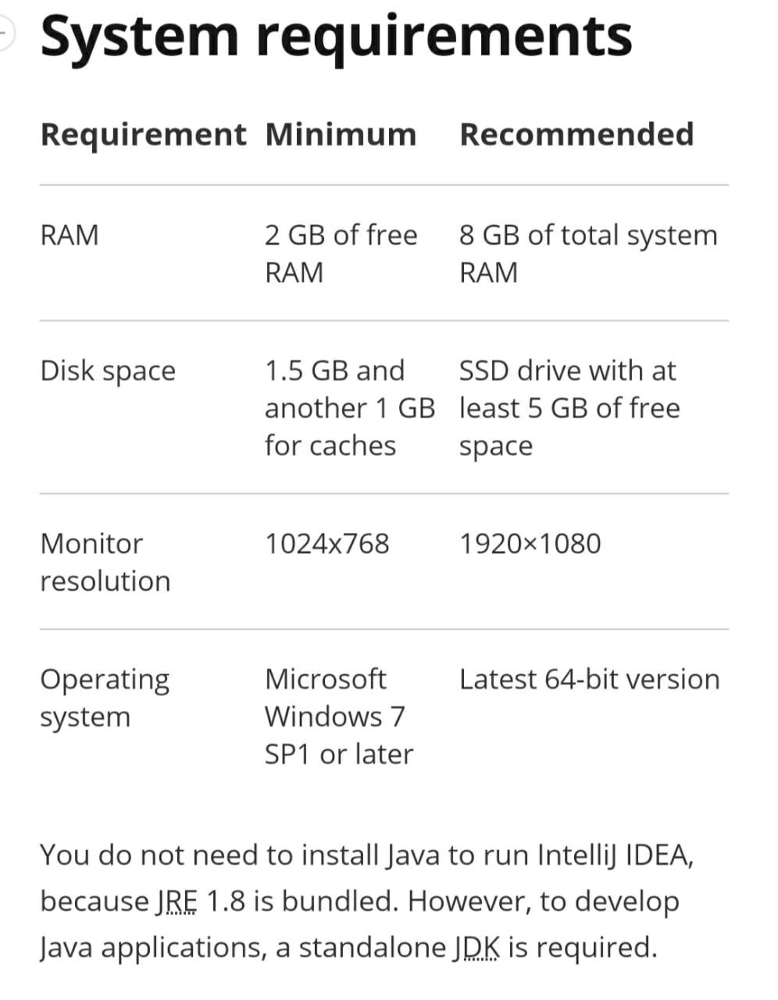 System requirements
Requirement Minimum Recommended
RAM 2 GB of free 8 GB of total system
RAM RAM
Disk space 1.5 GB and SSD drive with at
another 1 GB least 5 GB of free
for caches space
Monitor 1024x768 1920×1080
resolution
Operating Microsoft Latest 64-bit version
system Windows 7
SP1 or later
You do not need to install Java to run IntelliJ IDEA,
because JRE 1.8 is bundled. However, to develop
Java applications, a standalone JDK is required.